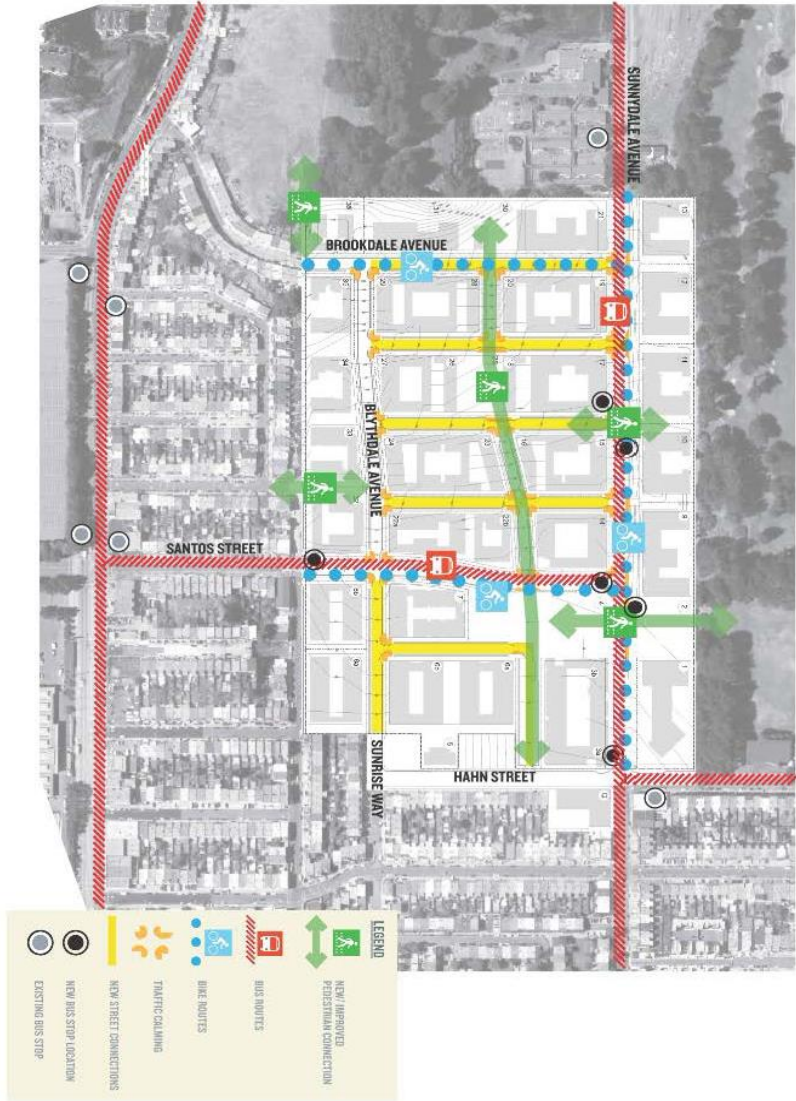 SUNNYDALE AVENUE
BROOKDALE AVENUE
BLYTHDALE AVENUE
SANTOS STREET
SUNRISE WAY
HAHN STREET
LEGEND
NEW/ IMPROVED
PEDESTRIAN CONNECTION
BUS ROUTES
BIKE ROUTES
TRAFFIC CALMING
NEW STREET CONNECTIONS
NEW BUS STOP LOCATION
EXISTING BUS STOP